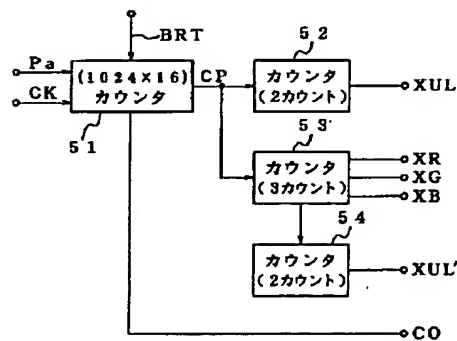 BRT
Pa
CK
(1024×16)
カウンタ
51
CP
52
カウンタ
(2カウント)
XUL
53
カウンタ
(3カウント)
XR
XG
XB
54
カウンタ
(2カウント)
XUL'
CO